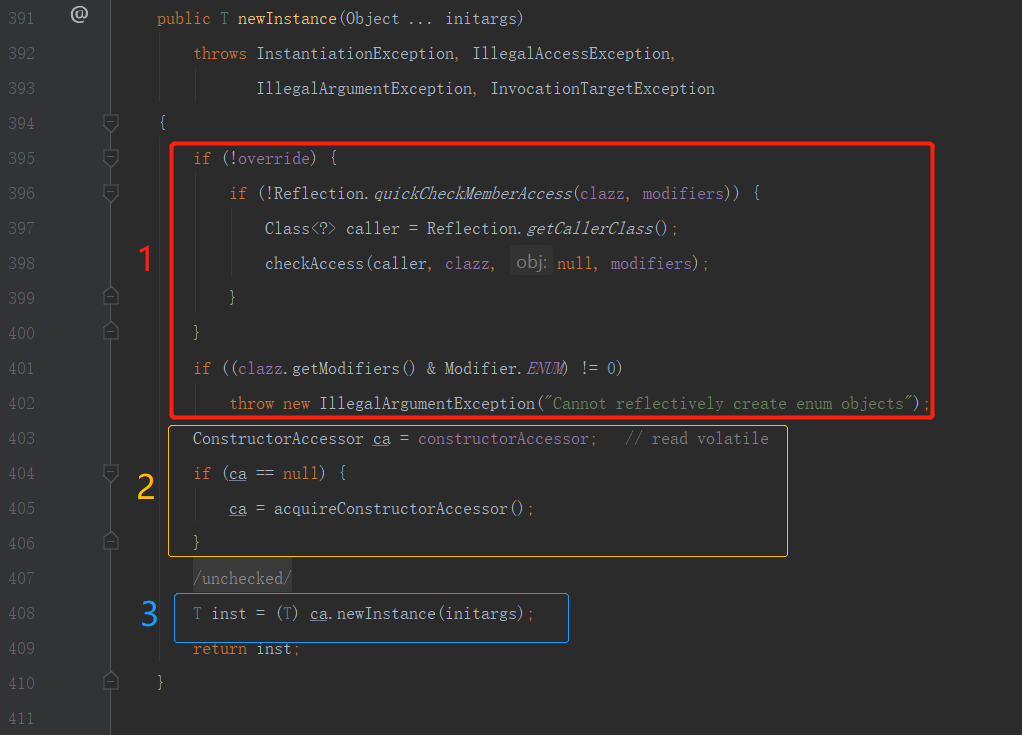 391 @ public T newInstance(Object ... initargs)
392 throws InstantiationException, IllegalAccessException,
393 IllegalArgumentException, InvocationTargetException
394 {
395 if (!override) {
396 if (!Reflection.quickCheckMemberAccess(clazz, modifiers)) {
397 Class<?> caller = Reflection.getCallerClass();
1
398 checkAccess(caller, clazz, obj: null, modifiers);
399 }
400 }
401 if ((clazz.getModifiers() & Modifier.ENUM) != 0)
402 throw new IllegalArgumentException("Cannot reflectively create enum objects");
403 ConstructorAccessor ca = constructorAccessor; // read volatile
404 if (ca == null) {
2
405 ca = acquireConstructorAccessor();
406 }
407 /unchecked/
3
408 T inst = (T) ca.newInstance(initargs);
409 return inst;
410 }
411